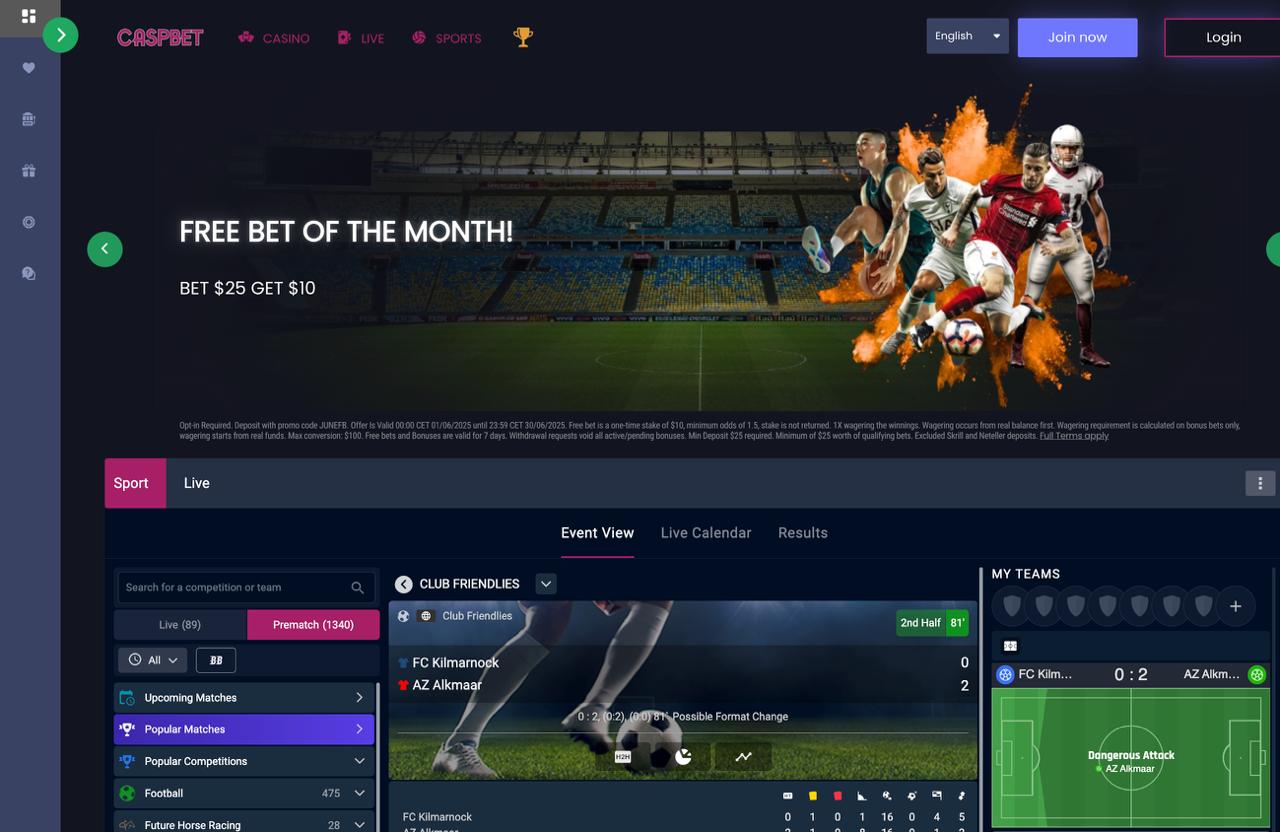 CASPBET
CASINO
LIVE
SPORTS
English
Join now
Login
FREE BET OF THE MONTH!
BET $25 GET $10
Opt-in Required. Deposit with promo code JUNEFB. Offer Is Valid 00:00 CET 01/06/2025 until 23:59 CET 30/06/2025. Free bet is a one-time stake of $10, minimum odds of 1.5, stake is not returned. 1X wagering the winnings. Wagering occurs from real balance first. Wagering requirement is calculated on bonus bets only,
wagering starts from real funds. Max conversion: $100. Free bets and Bonuses are valid for 7 days. Withdrawal requests void all active/pending bonuses. Min Deposit $25 required. Minimum of $25 worth of qualifying bets. Excluded Skrill and Neteller deposits. Full Terms apply
Sport
Live
Event View
Live Calendar
Results
Search for a competition or team
Live (89)
Prematch (1340)
All
BB
Upcoming Matches
Popular Matches
Popular Competitions
Football 475
Future Horse Racing 28
CLUB FRIENDLIES
Club Friendlies
2nd Half 81'
FC Kilmarnock 0
AZ Alkmaar 2
0 : 2, (0:2), (0:0) 81' Possible Format Change
H2H
FC Kilmarnock 0 1 0 1 16 0 4 5
MY TEAMS
+
FC Kilm... 0 : 2 AZ Alkm...
Dangerous Attack
AZ Alkmaar